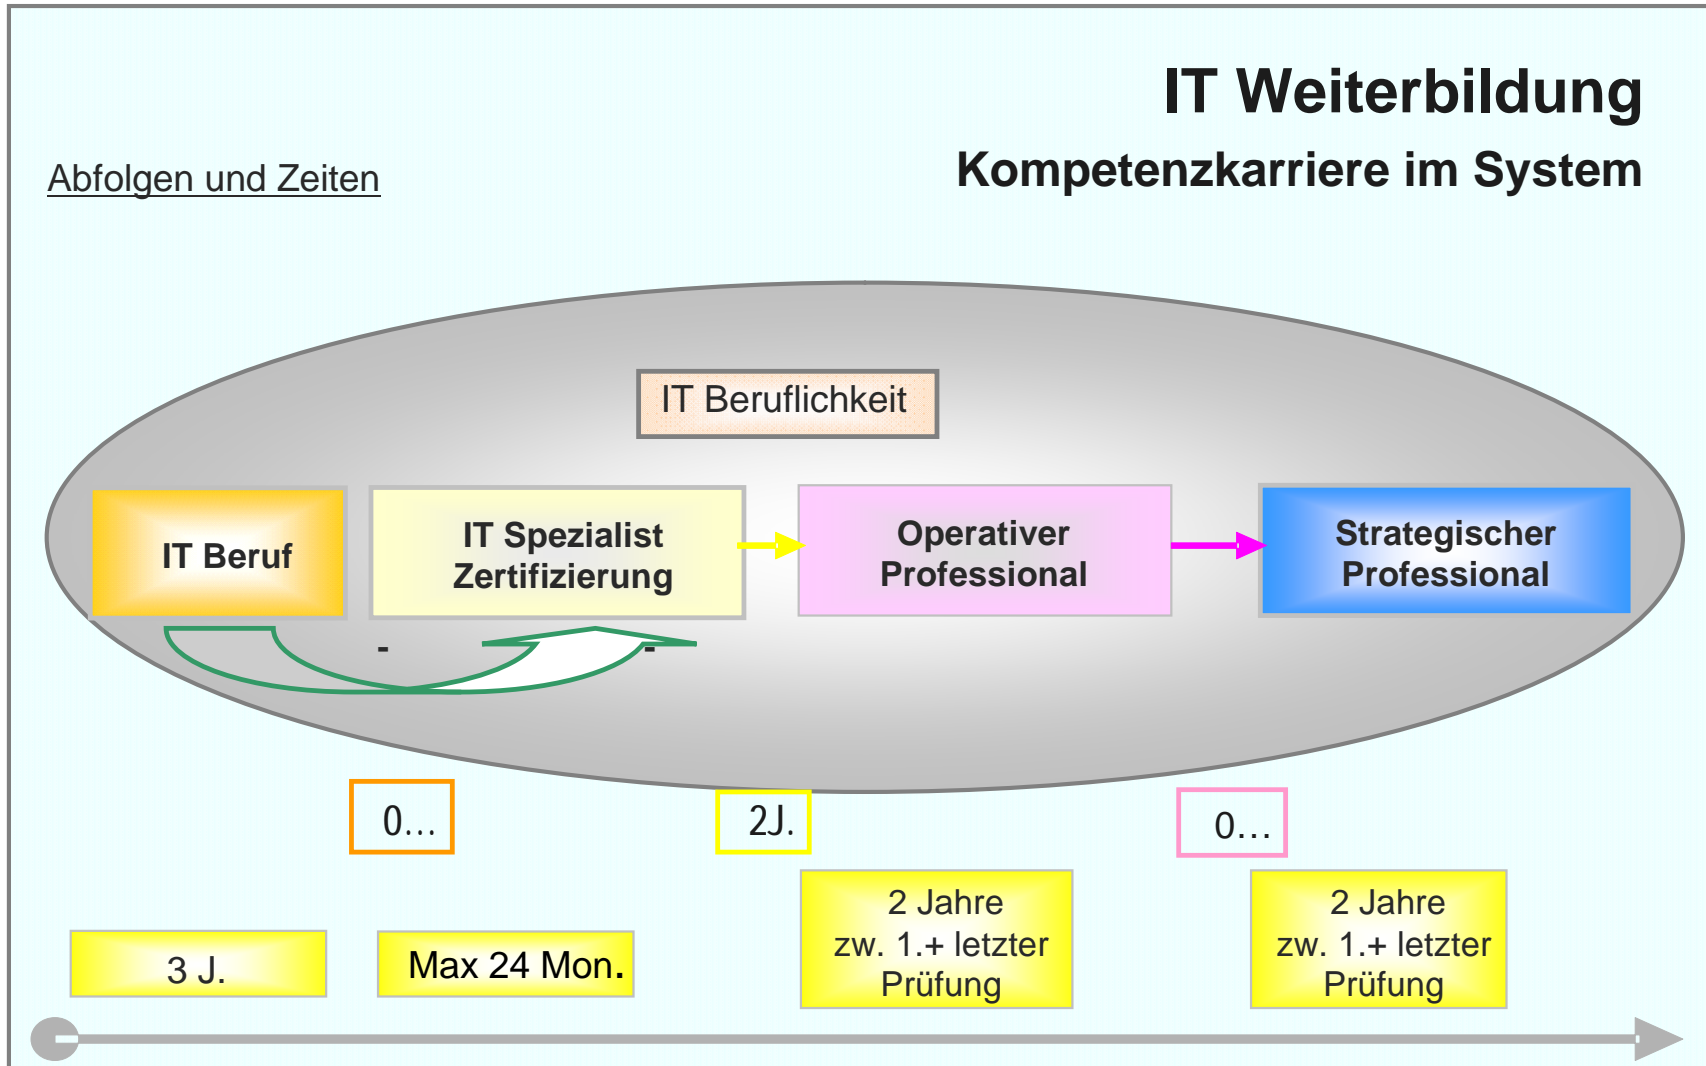 IT Weiterbildung
Kompetenzkarriere im System
Abfolgen und Zeiten
IT Beruflichkeit
IT Beruf
IT Spezialist
Zertifizierung
Operativer
Professional
Strategischer
Professional
-
-
0...
2J.
0...
3 J.
Max 24 Mon.
2 Jahre
zw. 1.+ letzter
Prüfung
2 Jahre
zw. 1.+ letzter
Prüfung